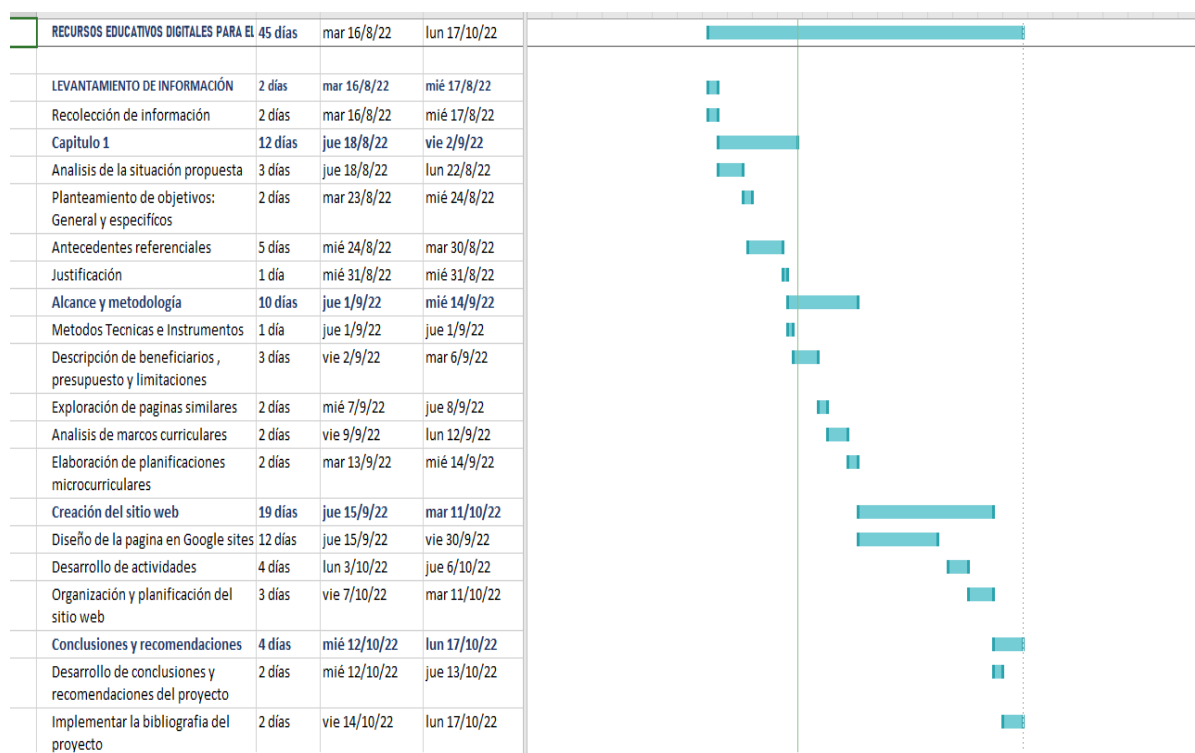 RECURSOS EDUCATIVOS DIGITALES PARA EL 45 días mar 16/8/22 lun 17/10/22
LEVANTAMIENTO DE INFORMACIÓN 2 días mar 16/8/22 mié 17/8/22
Recolección de información 2 días mar 16/8/22 mié 17/8/22
Capitulo 1 12 días jue 18/8/22 vie 2/9/22
Analisis de la situación propuesta 3 días jue 18/8/22 lun 22/8/22
Planteamiento de objetivos: 2 días mar 23/8/22 mié 24/8/22
General y especifícos
Antecedentes referenciales 5 días mié 24/8/22 mar 30/8/22
Justificación 1 día mié 31/8/22 mié 31/8/22
Alcance y metodología 10 días jue 1/9/22 mié 14/9/22
Metodos Tecnicas e Instrumentos 1 día jue 1/9/22 jue 1/9/22
Descripción de beneficiarios , 3 días vie 2/9/22 mar 6/9/22
presupuesto y limitaciones
Exploración de paginas similares 2 días mié 7/9/22 jue 8/9/22
Analisis de marcos curriculares 2 días vie 9/9/22 lun 12/9/22
Elaboración de planificaciones 2 días mar 13/9/22 mié 14/9/22
microcurriculares
Creación del sitio web 19 días jue 15/9/22 mar 11/10/22
Diseño de la pagina en Google sites 12 días jue 15/9/22 vie 30/9/22
Desarrollo de actividades 4 días lun 3/10/22 jue 6/10/22
Organización y planificación del 3 días vie 7/10/22 mar 11/10/22
sitio web
Conclusiones y recomendaciones 4 días mié 12/10/22 lun 17/10/22
Desarrollo de conclusiones y 2 días mié 12/10/22 jue 13/10/22
recomendaciones del proyecto
Implementar la bibliografia del 2 días vie 14/10/22 lun 17/10/22
proyecto